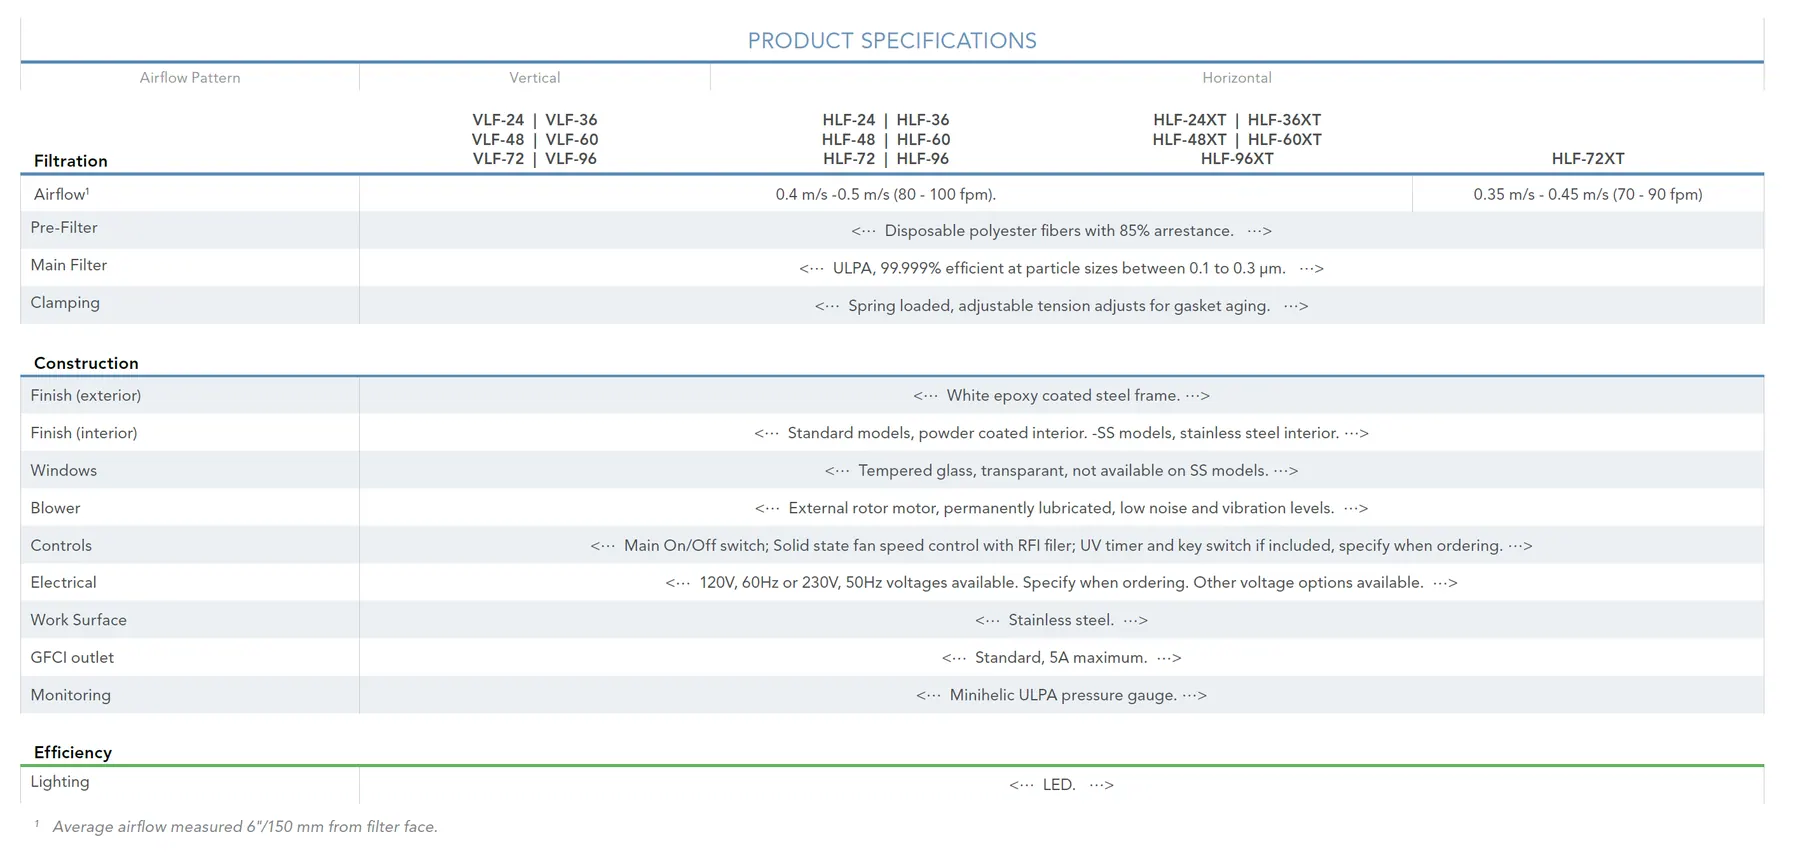 PRODUCT SPECIFICATIONS
Airflow Pattern Vertical Horizontal
VLF-24 | VLF-36 HLF-24 | HLF-36 HLF-24XT | HLF-36XT
VLF-48 | VLF-60 HLF-48 | HLF-60 HLF-48XT | HLF-60XT
Filtration VLF-72 | VLF-96 HLF-72 | HLF-96 HLF-96XT HLF-72XT
Airflow¹ 0.4 m/s -0.5 m/s (80 - 100 fpm). 0.35 m/s - 0.45 m/s (70 - 90 fpm)
Pre-Filter <··· Disposable polyester fibers with 85% arrestance. ···>
Main Filter <··· ULPA, 99.999% efficient at particle sizes between 0.1 to 0.3 µm. ···>
Clamping <··· Spring loaded, adjustable tension adjusts for gasket aging. ···>
Construction
Finish (exterior) <··· White epoxy coated steel frame. ···>
Finish (interior) <··· Standard models, powder coated interior. -SS models, stainless steel interior. ···>
Windows <··· Tempered glass, transparant, not available on SS models. ···>
Blower <··· External rotor motor, permanently lubricated, low noise and vibration levels. ···>
Controls <··· Main On/Off switch; Solid state fan speed control with RFI filer; UV timer and key switch if included, specify when ordering. ···>
Electrical <··· 120V, 60Hz or 230V, 50Hz voltages available. Specify when ordering. Other voltage options available. ···>
Work Surface <··· Stainless steel. ···>
GFCI outlet <··· Standard, 5A maximum. ···>
Monitoring <··· Minihelic ULPA pressure gauge. ···>
Efficiency
Lighting <··· LED. ···>
¹ Average airflow measured 6"/150 mm from filter face.